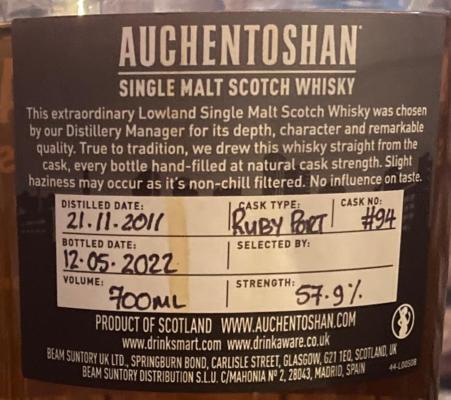 AUCHENTOSHAN
SINGLE MALT SCOTCH WHISKY
This extraordinary Lowland Single Malt Scotch Whisky was chosen
by our Distillery Manager for its depth, character and remarkable
quality. True to tradition, we drew this whisky straight from the
cask, every bottle hand-filled at natural cask strength. Slight
haziness may occur as it's non-chill filtered. No influence on taste.
DISTILLED DATE: CASK TYPE: CASK NO:
21.11.2011 RUBY PORT #94
BOTTLED DATE: SELECTED BY:
12.05.2022
VOLUME: STRENGTH:
700ML 57.9%
PRODUCT OF SCOTLAND WWW.AUCHENTOSHAN.COM
www.drinksmart.com www.drinkaware.co.uk
BEAM SUNTORY UK LTD., SPRINGBURN BOND, CARLISLE STREET, GLASGOW, G21 1EQ, SCOTLAND, UK
BEAM SUNTORY DISTRIBUTION S.L.U. C/MAHONIA Nº 2, 28043, MADRID, SPAIN
44-L00508